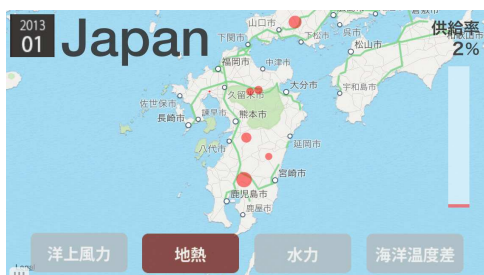 2013
01
Japan
供給率
2%
山口市
下関市
下松市
呉市
松山市
福岡市
中津市
久留米市
大分市
宇和島市
佐世保市
長崎市
諫早市
熊本市
八代市
延岡市
宮崎市
鹿児島市
鹿屋市
洋上風力
地熱
水力
海洋温度差